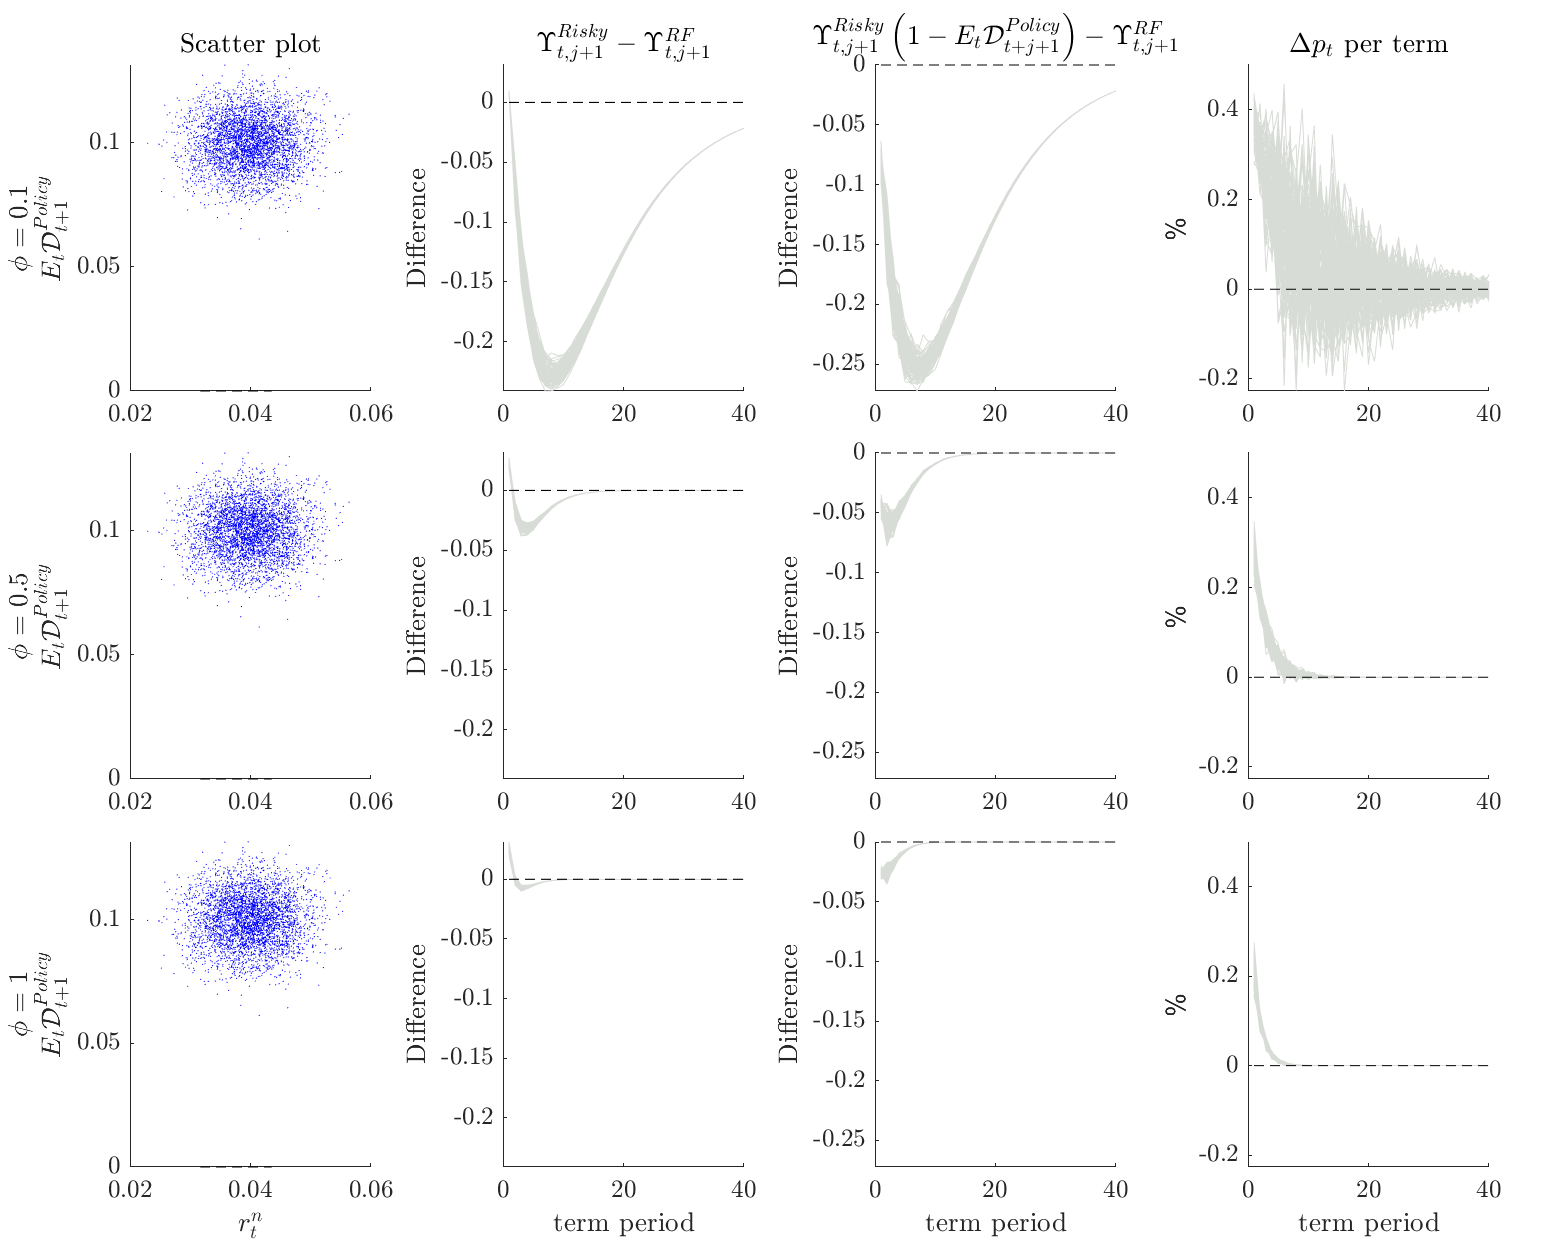 Scatter plot
Υ^{Risky}_{t,j+1} − Υ^{RF}_{t,j+1}
Υ^{Risky}_{t,j+1} (1 − E_t𝒟^{Policy}_{t+j+1}) − Υ^{RF}_{t,j+1}
Δp_t per term
ϕ = 0.1
E_t𝒟^{Policy}_{t+1}
0.1
0.05
0
0.02 0.04 0.06
Difference
0
-0.05
-0.1
-0.15
-0.2
0 20 40
Difference
0
-0.05
-0.1
-0.15
-0.2
-0.25
0 20 40
%
0.4
0.2
0
-0.2
0 20 40
ϕ = 0.5
E_t𝒟^{Policy}_{t+1}
0.1
0.05
0
0.02 0.04 0.06
Difference
0
-0.05
-0.1
-0.15
-0.2
0 20 40
Difference
0
-0.05
-0.1
-0.15
-0.2
-0.25
0 20 40
%
0.4
0.2
0
-0.2
0 20 40
ϕ = 1
E_t𝒟^{Policy}_{t+1}
0.1
0.05
0
0.02 0.04 0.06
r^n_t
Difference
0
-0.05
-0.1
-0.15
-0.2
0 20 40
term period
Difference
0
-0.05
-0.1
-0.15
-0.2
-0.25
0 20 40
term period
%
0.4
0.2
0
-0.2
0 20 40
term period